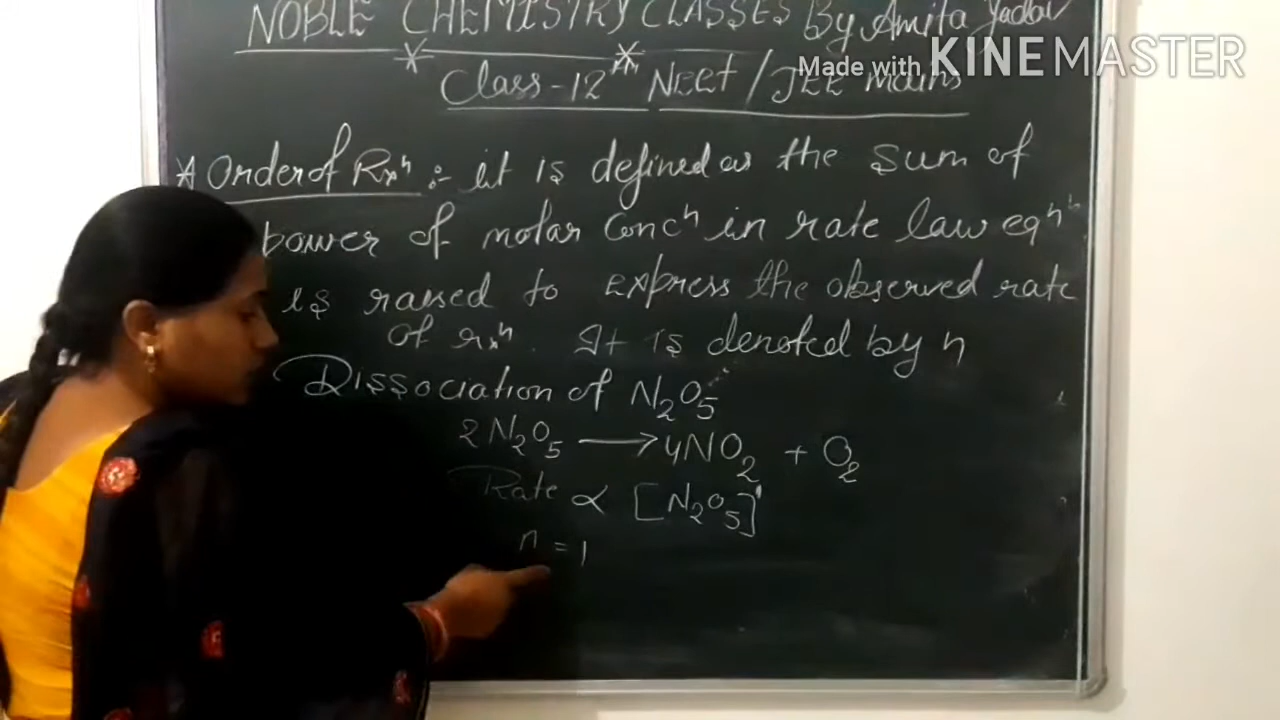 NOBLE CHEMISTRY CLASSES By Amita Yadav
Made with KINEMASTER
Class-12th NEET / JEE Mains
* Order of Rxⁿ :- it is defined as the sum of
power of molar Concⁿ in rate law eqⁿ
is raised to express the observed rate
of rxⁿ. It is denoted by n
Dissociation of N₂O₅
2N₂O₅ → 4NO₂ + O₂
Rate ∝ [N₂O₅]¹
n = 1